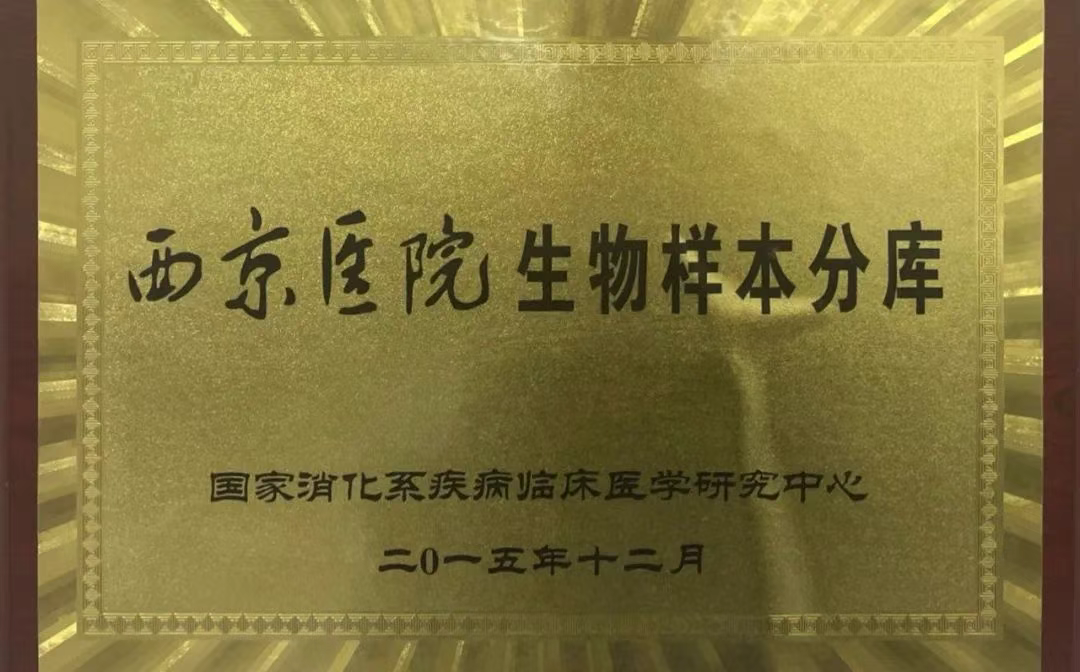 西京医院生物样本分库
国家消化系疾病临床医学研究中心
二0一五年十二月